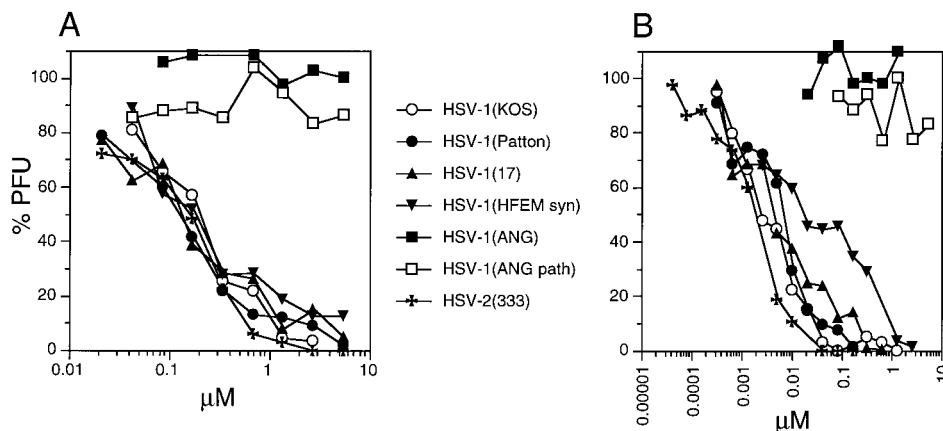 A
B
% PFU
100
80
60
40
20
0
0.01
0.1
1
10
µM
HSV-1(KOS)
HSV-1(Patton)
HSV-1(17)
HSV-1(HFEM syn)
HSV-1(ANG)
HSV-1(ANG path)
HSV-2(333)
100
80
60
40
20
0
0.00001
0.0001
0.001
0.01
0.1
1
10
µM